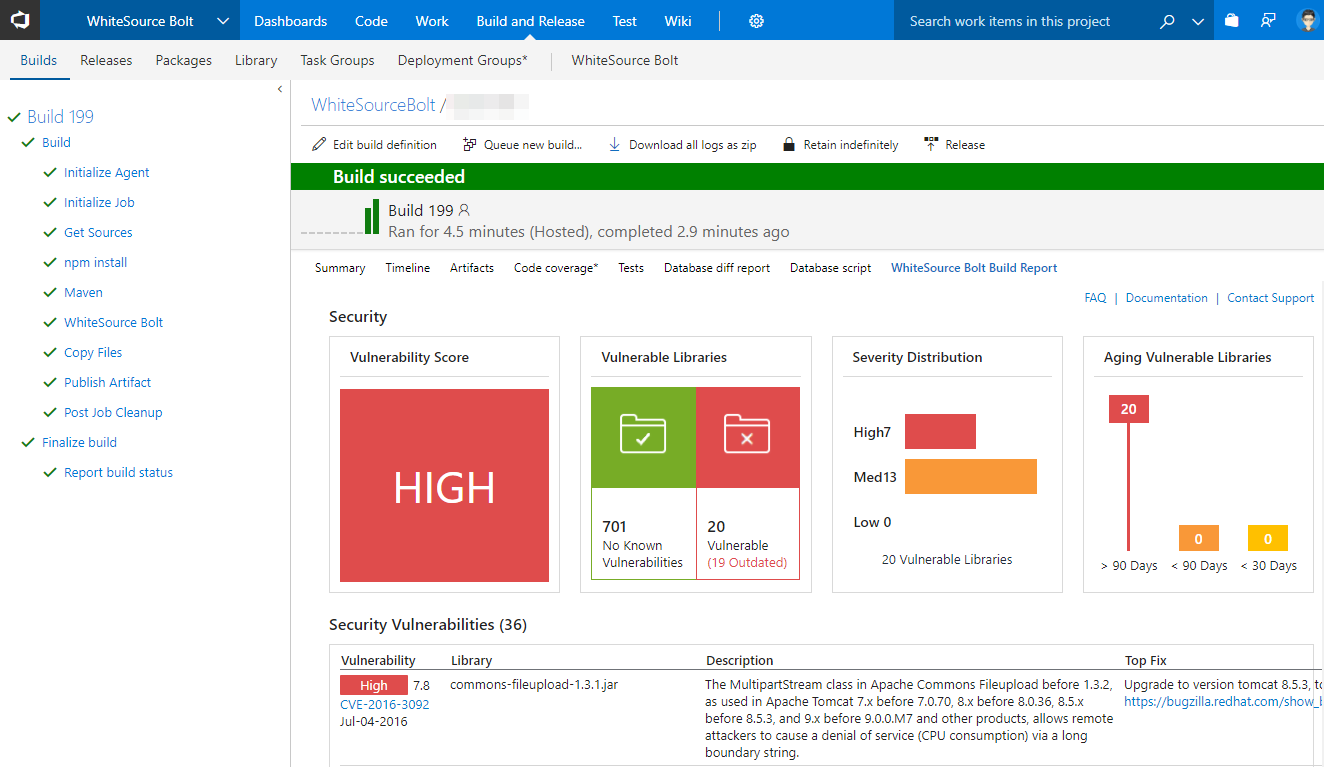 WhiteSource Bolt
Dashboards Code Work Build and Release Test Wiki
Search work items in this project
Builds Releases Packages Library Task Groups Deployment Groups* WhiteSource Bolt
Build 199
Build
Initialize Agent
Initialize Job
Get Sources
npm install
Maven
WhiteSource Bolt
Copy Files
Publish Artifact
Post Job Cleanup
Finalize build
Report build status
WhiteSourceBolt /
Edit build definition Queue new build... Download all logs as zip Retain indefinitely Release
Build succeeded
Build 199
Ran for 4.5 minutes (Hosted), completed 2.9 minutes ago
Summary Timeline Artifacts Code coverage* Tests Database diff report Database script WhiteSource Bolt Build Report
FAQ | Documentation | Contact Support
Security
Vulnerability Score
HIGH
Vulnerable Libraries
701
No Known
Vulnerabilities
20
Vulnerable
(19 Outdated)
Severity Distribution
High7
Med13
Low 0
20 Vulnerable Libraries
Aging Vulnerable Libraries
20
0
0
> 90 Days < 90 Days < 30 Days
Security Vulnerabilities (36)
Vulnerability Library Description Top Fix
High 7.8
CVE-2016-3092
Jul-04-2016
commons-fileupload-1.3.1.jar
The MultipartStream class in Apache Commons Fileupload before 1.3.2,
as used in Apache Tomcat 7.x before 7.0.70, 8.x before 8.0.36, 8.5.x
before 8.5.3, and 9.x before 9.0.0.M7 and other products, allows remote
attackers to cause a denial of service (CPU consumption) via a long
boundary string.
Upgrade to version tomcat 8.5.3, to
https://bugzilla.redhat.com/show_b